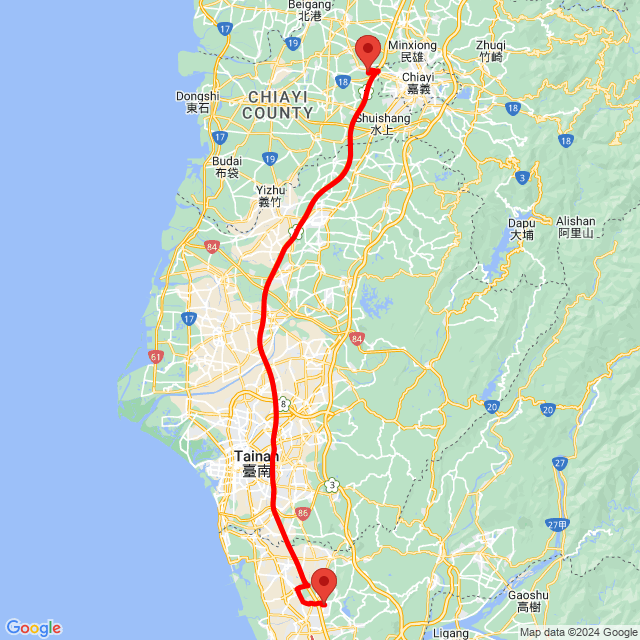 Beigang
北港
19
Minxiong
民雄
Zhuqi
竹崎
Chiayi
嘉義
18
18
Dongshi
東石
17
CHIAYI
COUNTY
Shuishang
水上
18
Budai
布袋
19
3
Yizhu
義竹
Dapu
大埔
Alishan
阿里山
84
17
84
61
8
20
20
Tainan
臺南
27
3
86
27甲
Gaoshu
高樹
Ligang
Google
Map data ©2024 Google